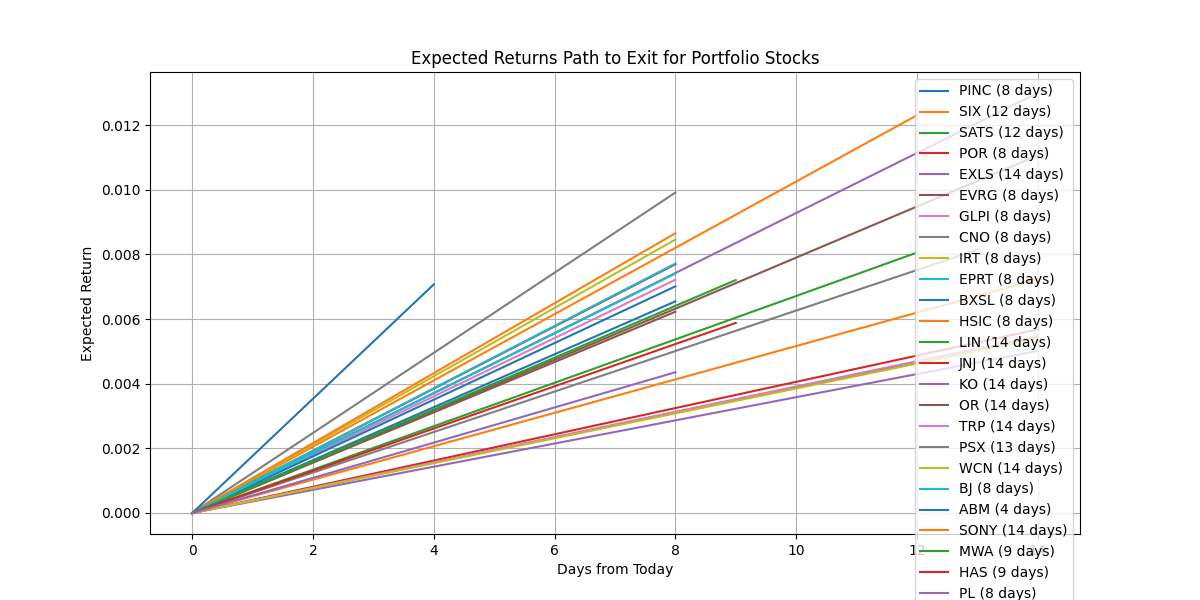 Expected Returns Path to Exit for Portfolio Stocks
Expected Return
0.012
0.010
0.008
0.006
0.004
0.002
0.000
0 2 4 6 8 10 12 14
Days from Today
PINC (8 days)
SIX (12 days)
SATS (12 days)
POR (8 days)
EXLS (14 days)
EVRG (8 days)
GLPI (8 days)
CNO (8 days)
IRT (8 days)
EPRT (8 days)
BXSL (8 days)
HSIC (8 days)
LIN (14 days)
JNJ (14 days)
KO (14 days)
OR (14 days)
TRP (14 days)
PSX (13 days)
WCN (14 days)
BJ (8 days)
ABM (4 days)
SONY (14 days)
MWA (9 days)
HAS (9 days)
PL (8 days)